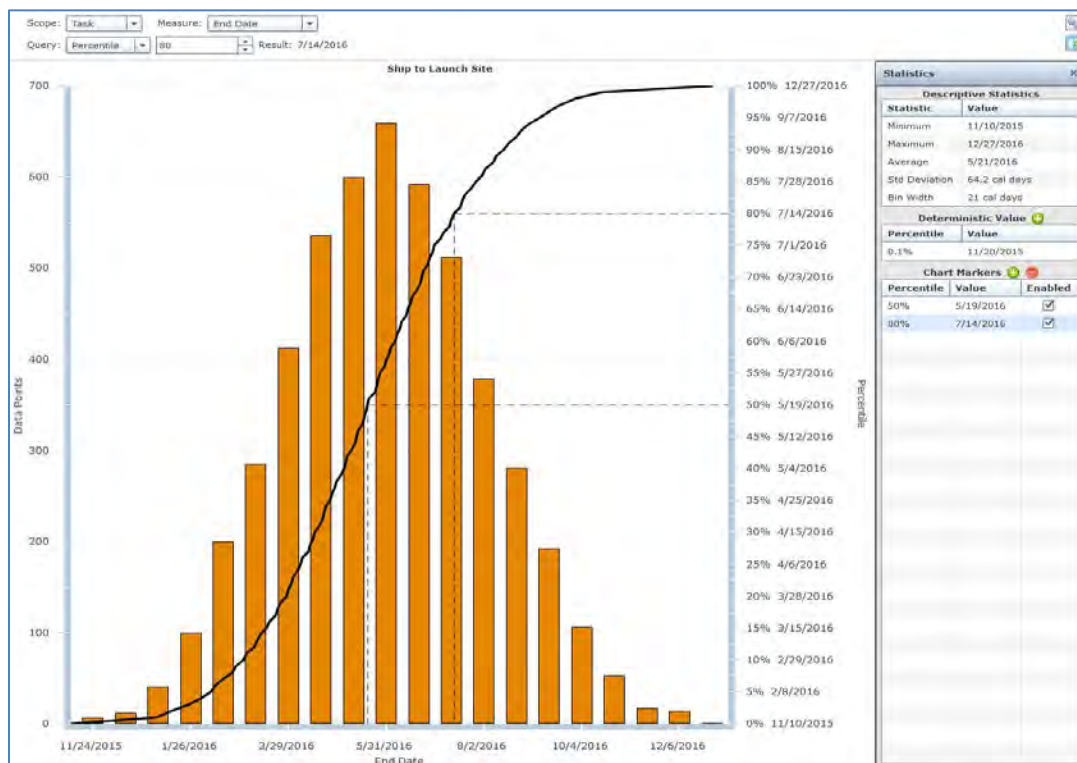 Scope: Task Measure: End Date
Query: Percentile 80 Result: 7/14/2016
Ship to Launch Site
700
600
500
400
300
200
100
0
Data Points
11/24/2015 1/26/2016 2/29/2016 5/31/2016 8/2/2016 10/4/2016 12/6/2016
End Date
100% 12/27/2016
95% 9/7/2016
90% 8/15/2016
85% 7/28/2016
80% 7/14/2016
75% 7/1/2016
70% 6/23/2016
65% 6/14/2016
60% 6/6/2016
55% 5/27/2016
50% 5/19/2016
45% 5/12/2016
40% 5/4/2016
35% 4/25/2016
30% 4/15/2016
25% 4/6/2016
20% 3/28/2016
15% 3/15/2016
10% 2/29/2016
5% 2/8/2016
0% 11/10/2015
Percentile
Statistics
Descriptive Statistics
Statistic Value
Minimum 11/10/2015
Maximum 12/27/2016
Average 5/21/2016
Std Deviation 64.2 cal days
Bin Width 21 cal days
Deterministic Value
Percentile Value
0.1% 11/20/2015
Chart Markers
Percentile Value Enabled
50% 5/19/2016
80% 7/14/2016